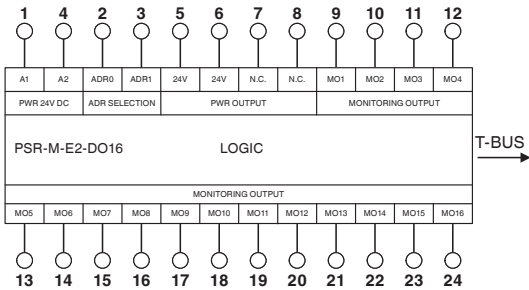 1 4 2 3 5 6 7 8 9 10 11 12
A1 A2 ADR0 ADR1 24V 24V N.C. N.C. MO1 MO2 MO3 MO4
PWR 24V DC ADR SELECTION PWR OUTPUT MONITORING OUTPUT
PSR-M-E2-DO16 LOGIC
T-BUS
MONITORING OUTPUT
MO5 MO6 MO7 MO8 MO9 MO10 MO11 MO12 MO13 MO14 MO15 MO16
13 14 15 16 17 18 19 20 21 22 23 24